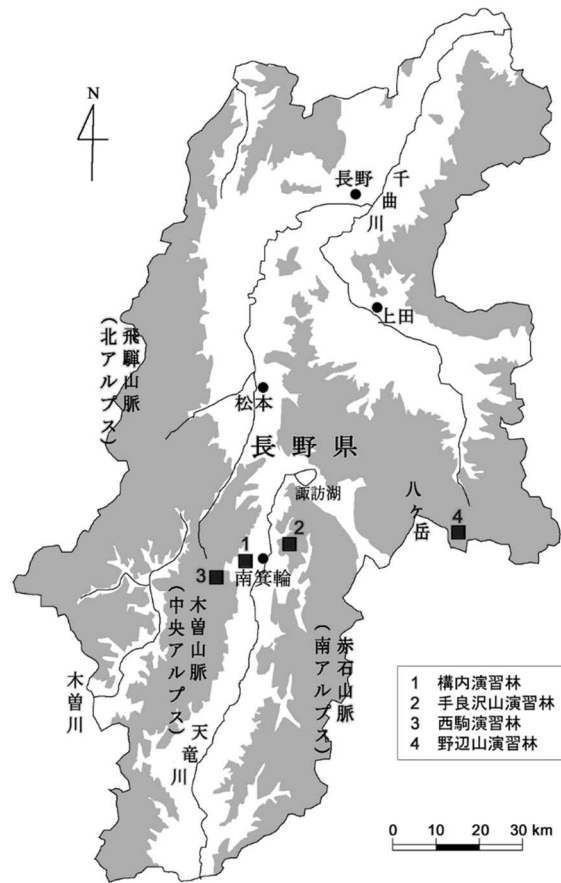 N
長野
千曲川
上田
飛騨山脈
(北アルプス)
松本
長野県
諏訪湖
八ヶ岳
4
1
2
3
南箕輪
木曽山脈
(中央アルプス)
赤石山脈
(南アルプス)
木曽川
天竜川
1 構内演習林
2 手良沢山演習林
3 西駒演習林
4 野辺山演習林
0 10 20 30 km